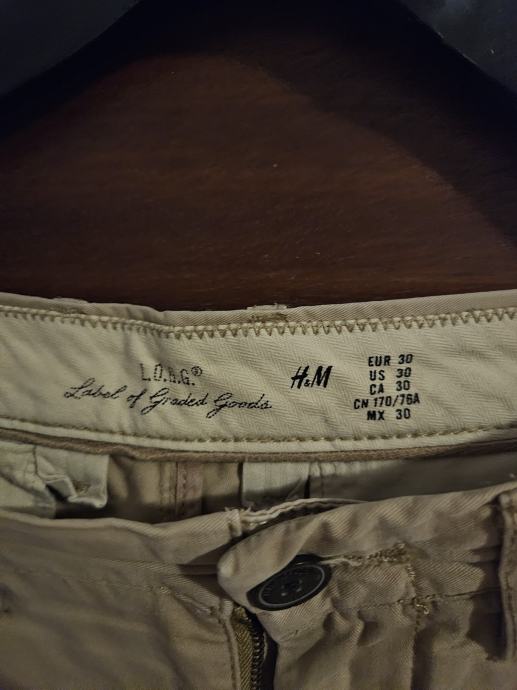 L.O.G.G.®
Label of Graded Goods
H&M
EUR 30
US 30
CA 30
CN 170/76A
MX 30